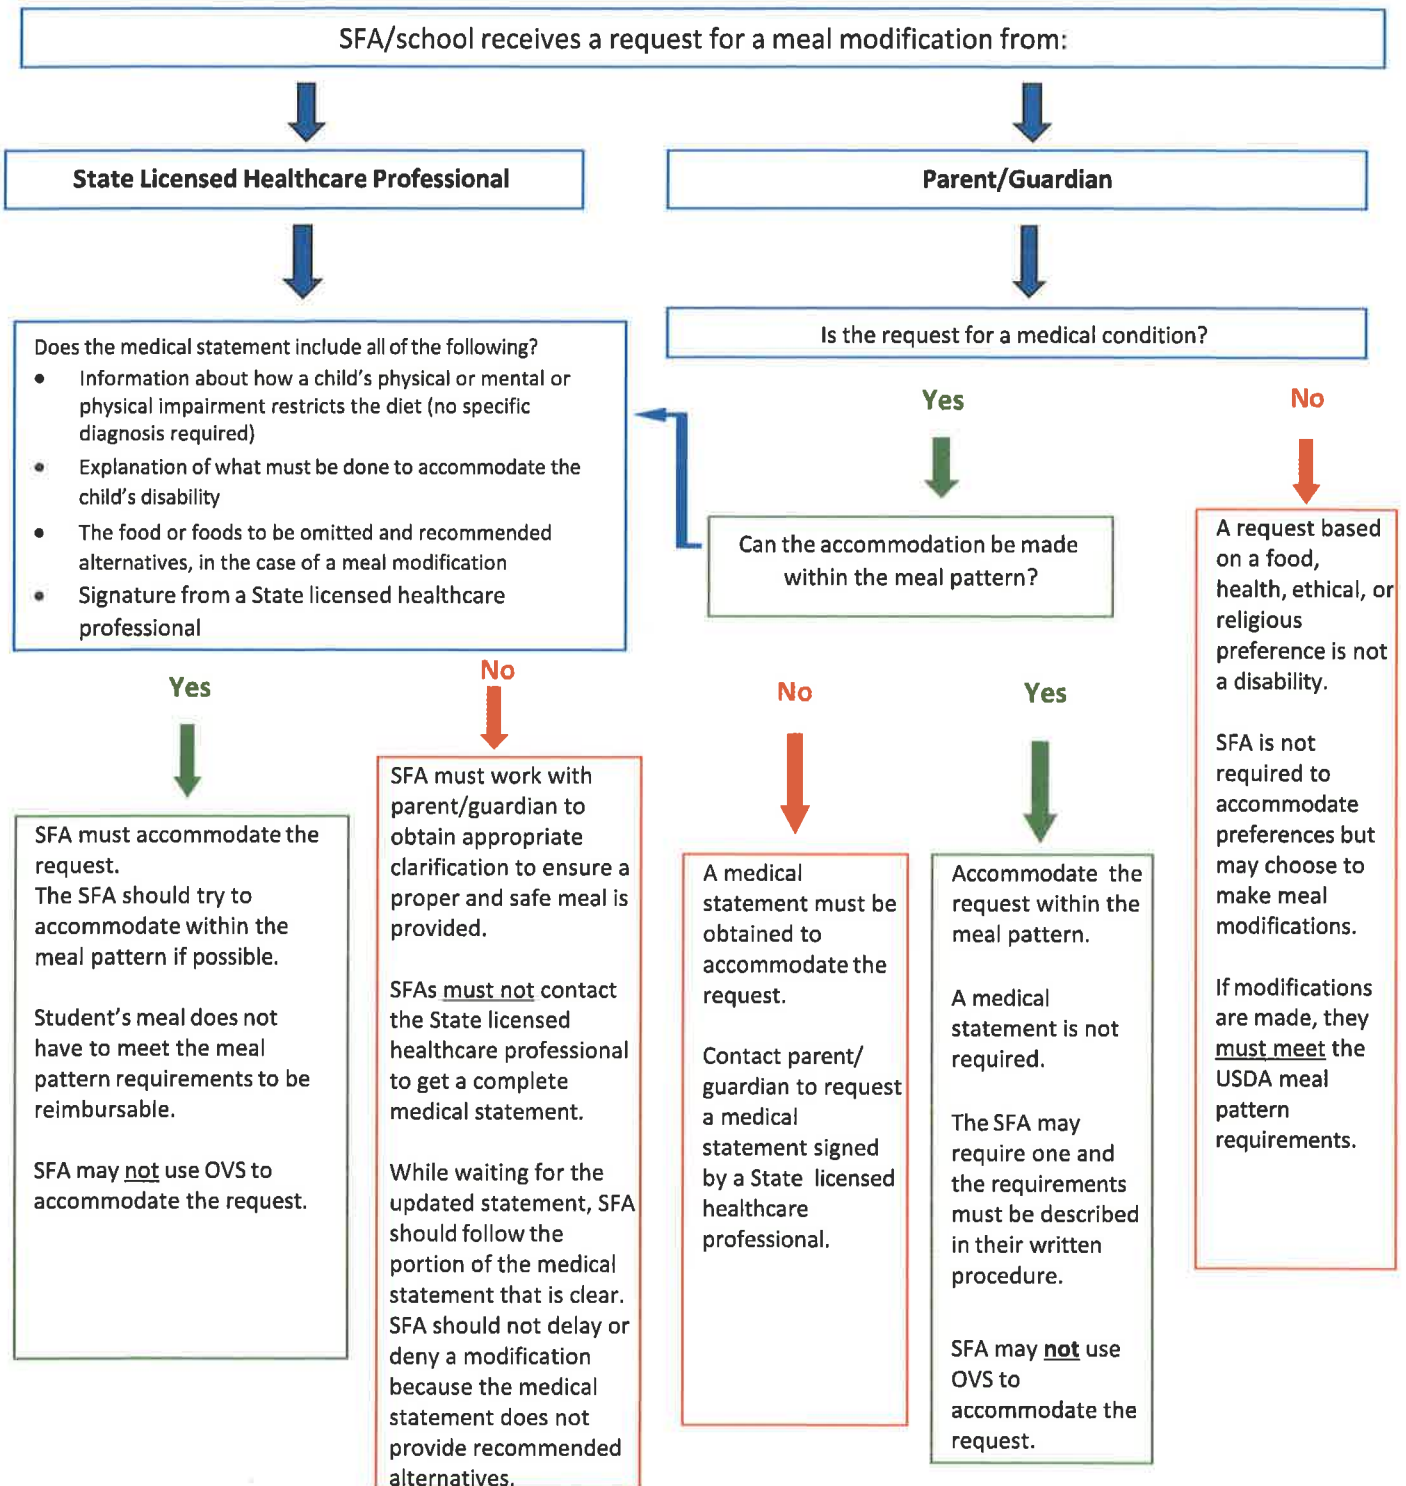 SFA/school receives a request for a meal modification from:
State Licensed Healthcare Professional
Parent/Guardian
Does the medical statement include all of the following?
• Information about how a child's physical or mental or
physical impairment restricts the diet (no specific
diagnosis required)
• Explanation of what must be done to accommodate the
child's disability
• The food or foods to be omitted and recommended
alternatives, in the case of a meal modification
• Signature from a State licensed healthcare
professional
Is the request for a medical condition?
Yes
No
Can the accommodation be made
within the meal pattern?
A request based
on a food,
health, ethical, or
religious
preference is not
a disability.
SFA is not
required to
accommodate
preferences but
may choose to
make meal
modifications.
If modifications
are made, they
must meet the
USDA meal
pattern
requirements.
Yes
No
No
Yes
SFA must accommodate the
request.
The SFA should try to
accommodate within the
meal pattern if possible.
Student's meal does not
have to meet the meal
pattern requirements to be
reimbursable.
SFA may not use OVS to
accommodate the request.
SFA must work with
parent/guardian to
obtain appropriate
clarification to ensure a
proper and safe meal is
provided.
SFAs must not contact
the State licensed
healthcare professional
to get a complete
medical statement.
While waiting for the
updated statement, SFA
should follow the
portion of the medical
statement that is clear.
SFA should not delay or
deny a modification
because the medical
statement does not
provide recommended
alternatives.
A medical
statement must be
obtained to
accommodate the
request.
Contact parent/
guardian to request
a medical
statement signed
by a State licensed
healthcare
professional.
Accommodate the
request within the
meal pattern.
A medical
statement is not
required.
The SFA may
require one and
the requirements
must be described
in their written
procedure.
SFA may not use
OVS to
accommodate the
request.